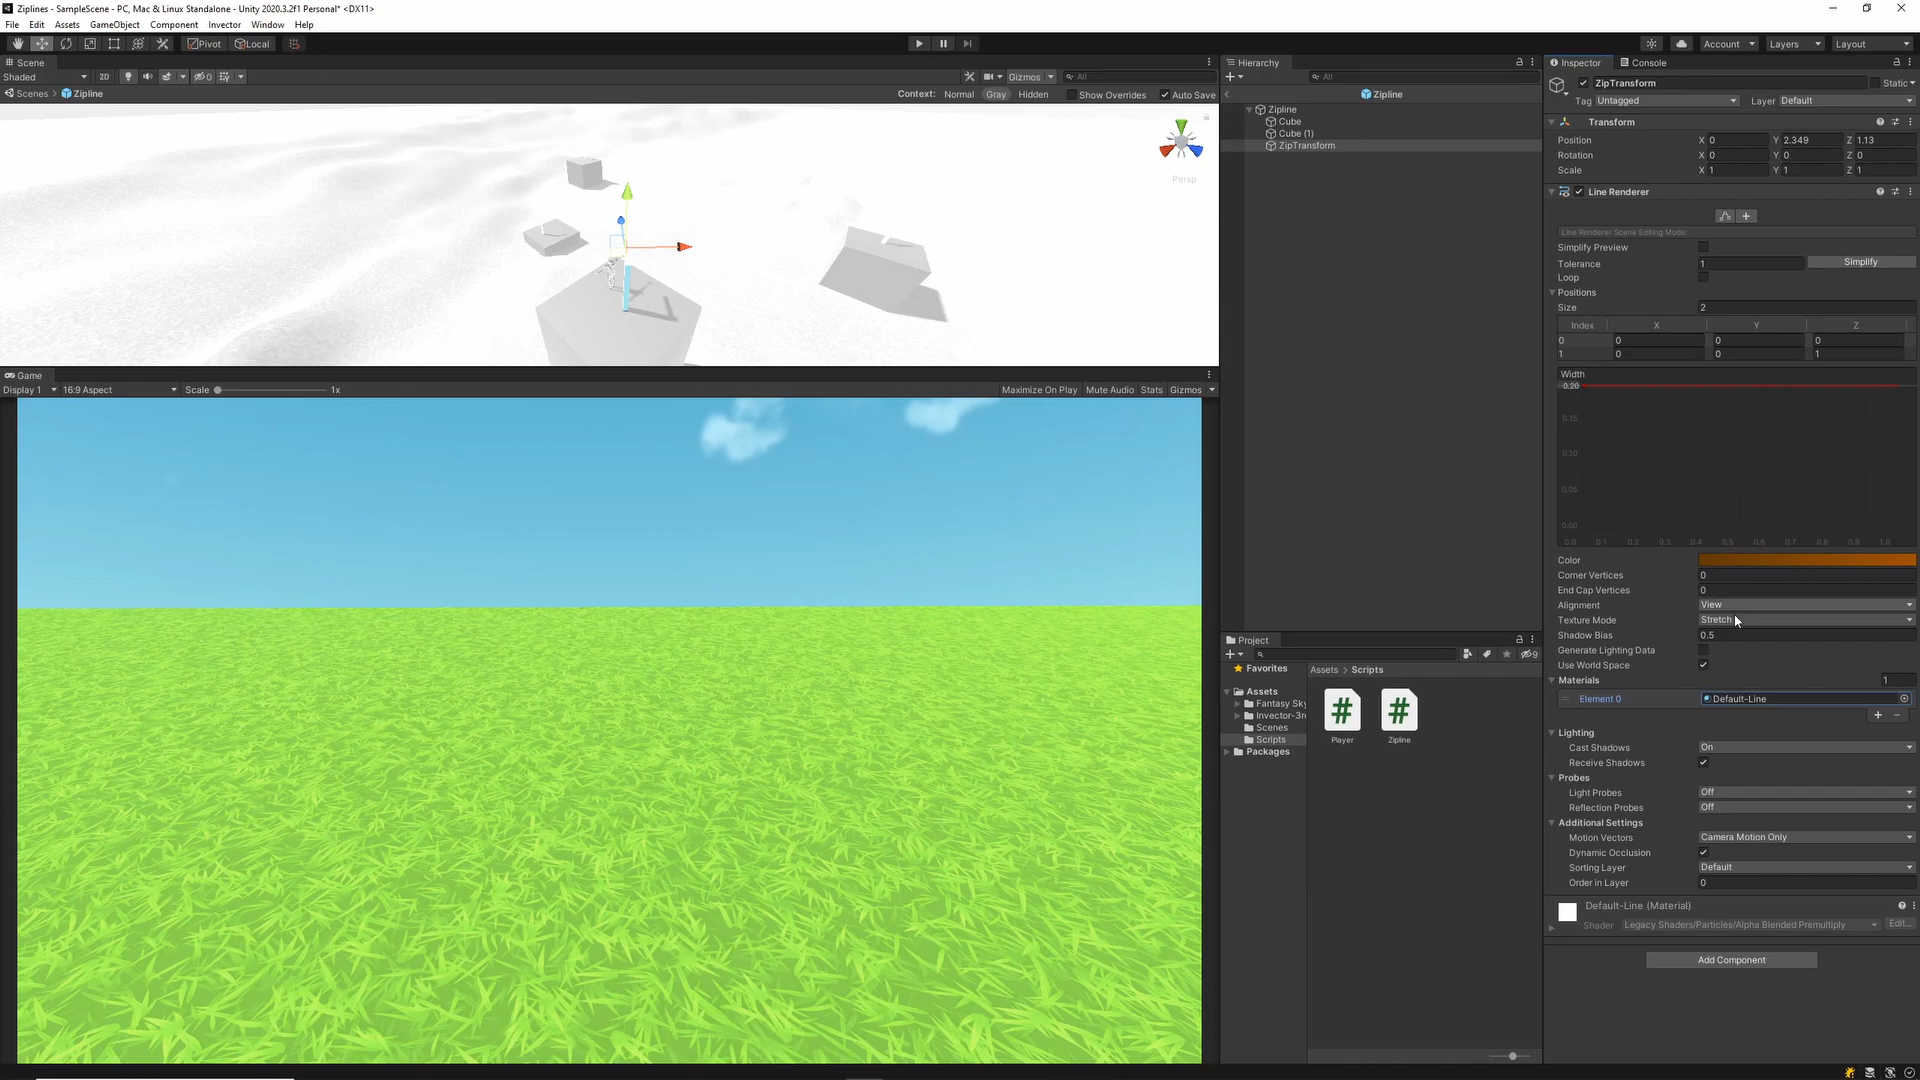 Ziplines - SampleScene - PC, Mac & Linux Standalone - Unity 2020.3.2f1 Personal* <DX11>
File Edit Assets GameObject Component Invector Window Help
Pivot Local
Account Layers Layout
Scene
Shaded 2D 0 Gizmos All
Scenes Zipline Context: Normal Gray Hidden Show Overrides Auto Save
Persp
Game
Display 1 16:9 Aspect Scale 1x Maximize On Play Mute Audio Stats Gizmos
Hierarchy
All
Zipline
Zipline
Cube
Cube (1)
ZipTransform
Project
9
Favorites
Assets
Fantasy Sky
Invector-3r
Scenes
Scripts
Packages
Assets > Scripts
Player Zipline
Inspector Console
ZipTransform Static
Tag Untagged Layer Default
Transform
Position X 0 Y 2.349 Z 1.13
Rotation X 0 Y 0 Z 0
Scale X 1 Y 1 Z 1
Line Renderer
Line Renderer Scene Editing Mode:
Simplify Preview
Tolerance 1 Simplify
Loop
Positions
Size 2
Index X Y Z
0 0 0 0
1 0 0 1
Width
0.20
0.15
0.10
0.05
0.00
0.0 0.1 0.2 0.3 0.4 0.5 0.6 0.7 0.8 0.9 1.0
Color
Corner Vertices 0
End Cap Vertices 0
Alignment View
Texture Mode Stretch
Shadow Bias 0.5
Generate Lighting Data
Use World Space
Materials 1
Element 0 Default-Line
Lighting
Cast Shadows On
Receive Shadows
Probes
Light Probes Off
Reflection Probes Off
Additional Settings
Motion Vectors Camera Motion Only
Dynamic Occlusion
Sorting Layer Default
Order in Layer 0
Default-Line (Material)
Shader Legacy Shaders/Particles/Alpha Blended Premultiply Edit...
Add Component